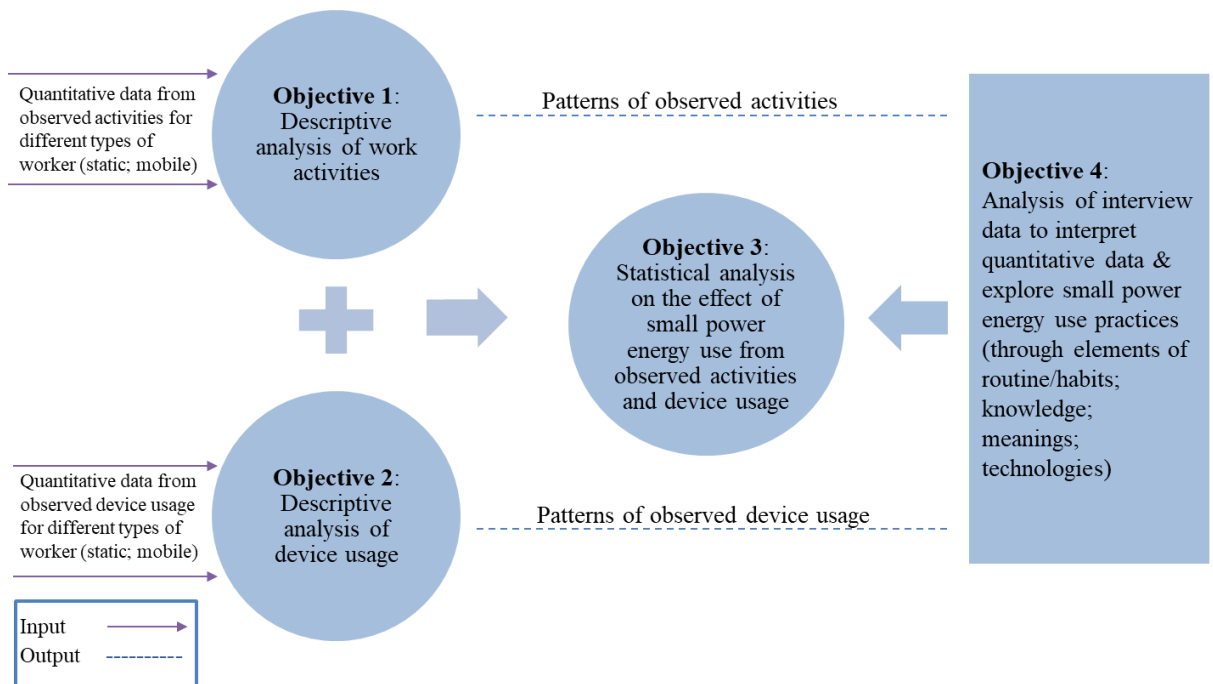 Quantitative data from
observed activities for
different types of
worker (static; mobile)
Objective 1:
Descriptive
analysis of work
activities
Patterns of observed activities
Objective 3:
Statistical analysis
on the effect of
small power
energy use from
observed activities
and device usage
Objective 4:
Analysis of interview
data to interpret
quantitative data &
explore small power
energy use practices
(through elements of
routine/habits;
knowledge;
meanings;
technologies)
Quantitative data from
observed device usage
for different types of
worker (static; mobile)
Objective 2:
Descriptive
analysis of
device usage
Patterns of observed device usage
Input
Output